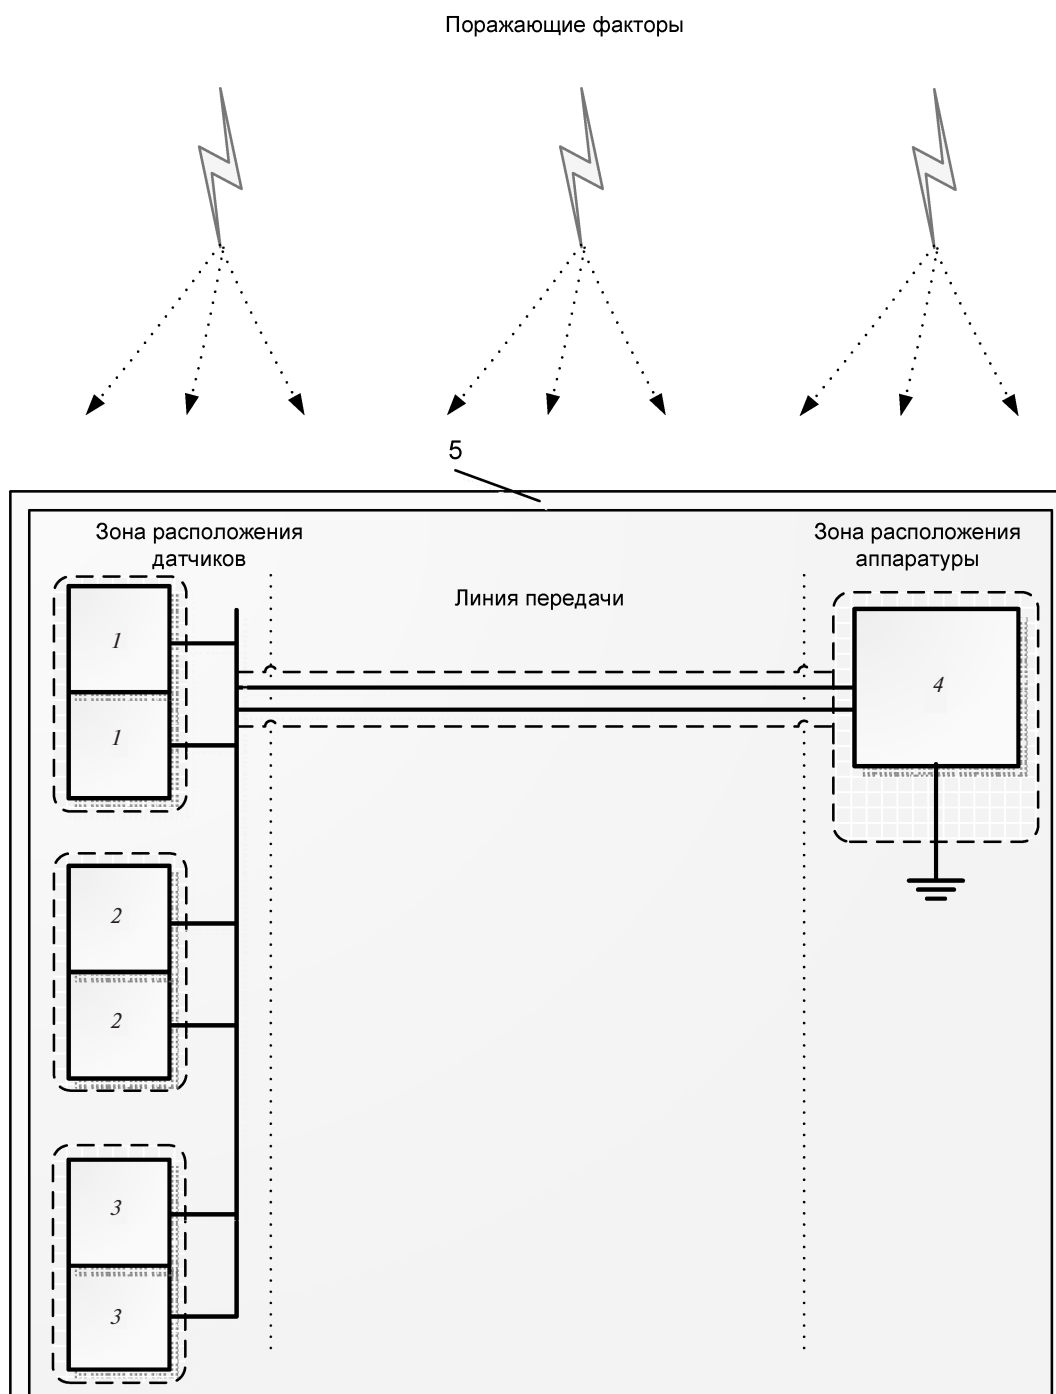 Поражающие факторы
5
Зона расположения
датчиков
Линия передачи
Зона расположения
аппаратуры
1
1
4
2
2
3
3